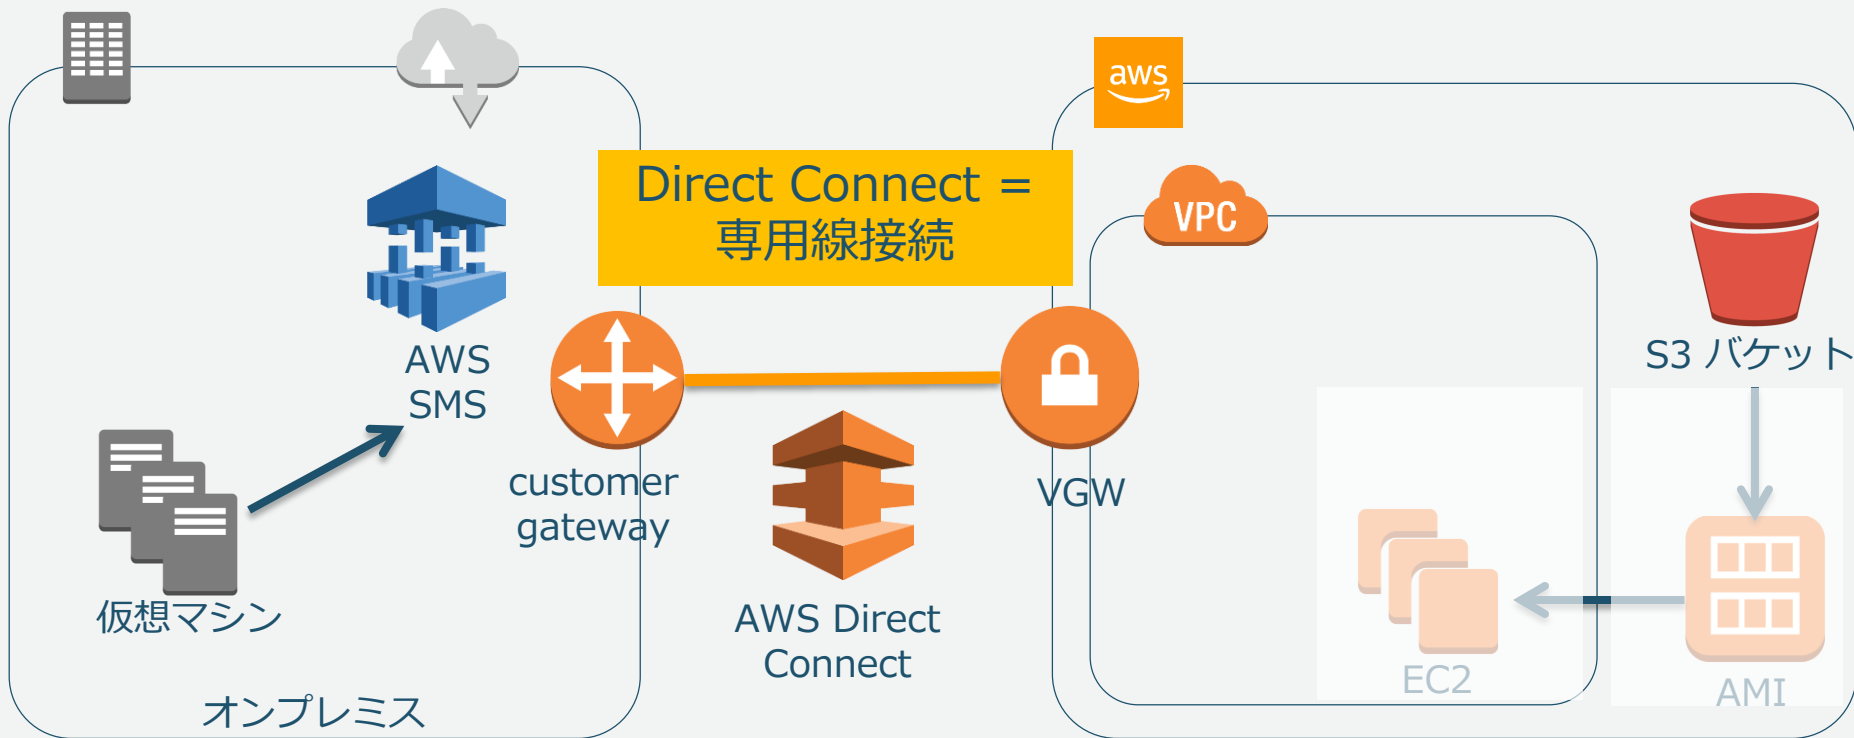 aws
Direct Connect =
専用線接続
VPC
AWS
SMS
S3 バケット
customer
gateway
VGW
仮想マシン
AWS Direct
Connect
EC2
AMI
オンプレミス